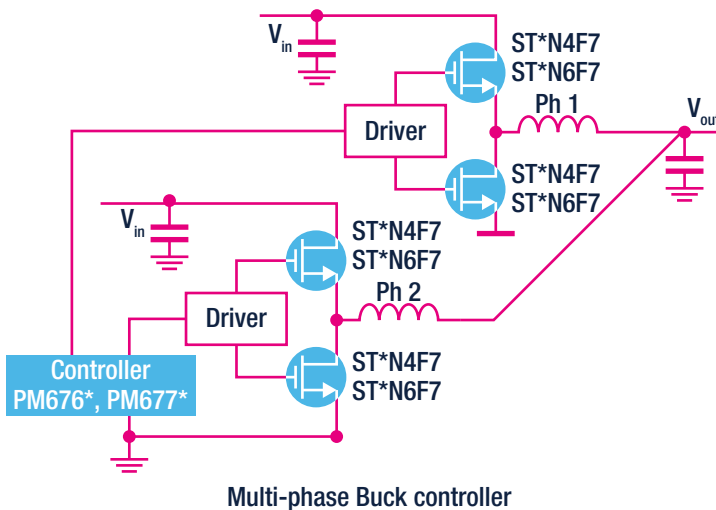 Vin
ST*N4F7
ST*N6F7
Ph 1
Vout
Driver
ST*N4F7
ST*N6F7
Vin
ST*N4F7
ST*N6F7
Ph 2
Driver
ST*N4F7
ST*N6F7
Controller
PM676*, PM677*
Multi-phase Buck controller